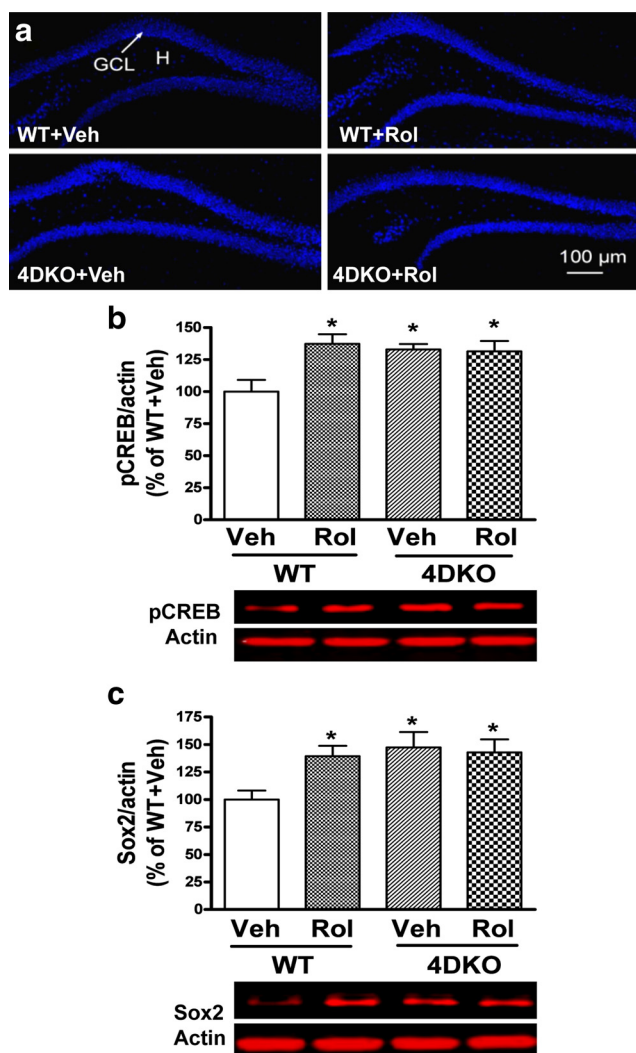 a
GCL
H
WT+Veh
WT+Rol
4DKO+Veh
4DKO+Rol
100 µm
b
pCREB/actin
(% of WT+Veh)
150
125
100
75
50
25
0
*
*
*
Veh Rol Veh Rol
WT 4DKO
pCREB
Actin
c
Sox2/actin
(% of WT+Veh)
175
150
125
100
75
50
25
0
*
*
*
Veh Rol Veh Rol
WT 4DKO
Sox2
Actin